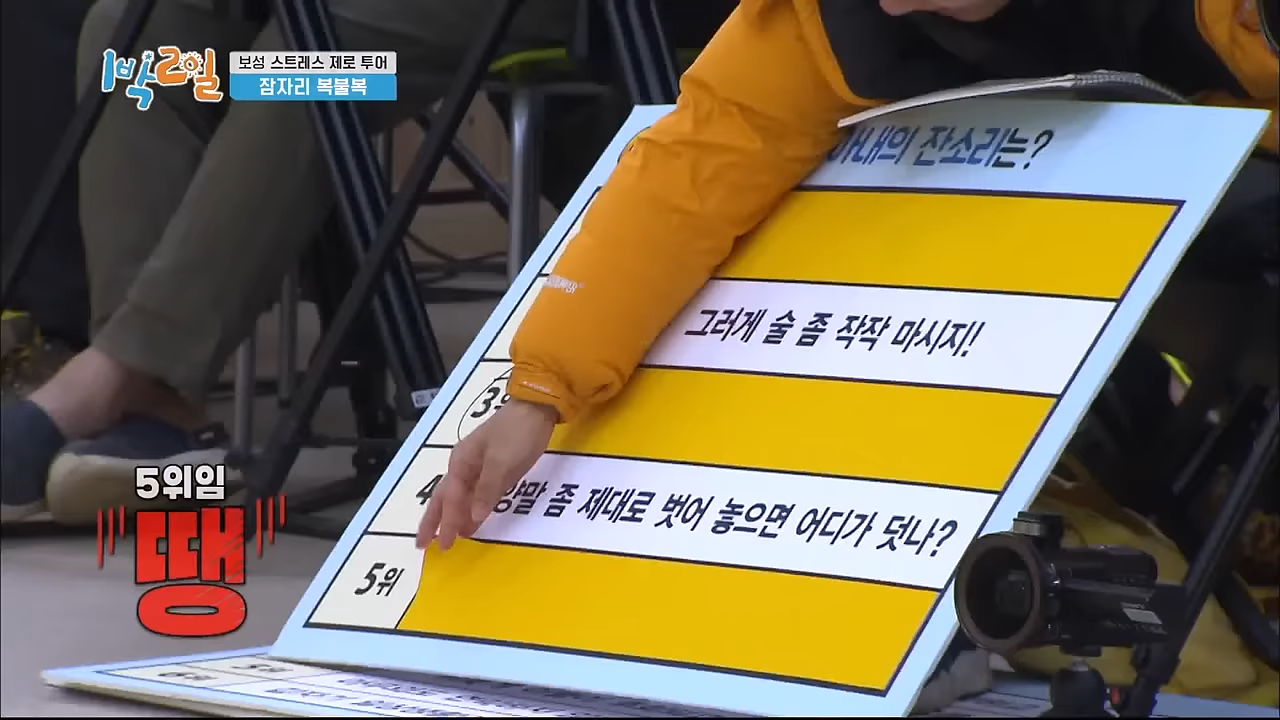 1박2일
보성 스트레스 제로 투어
잠자리 복불복
아내의 잔소리는?
그러게 술 좀 작작 마시지!
3위
4
양말 좀 제대로 벗어 놓으면 어디가 덧나?
5위
5위임
땡